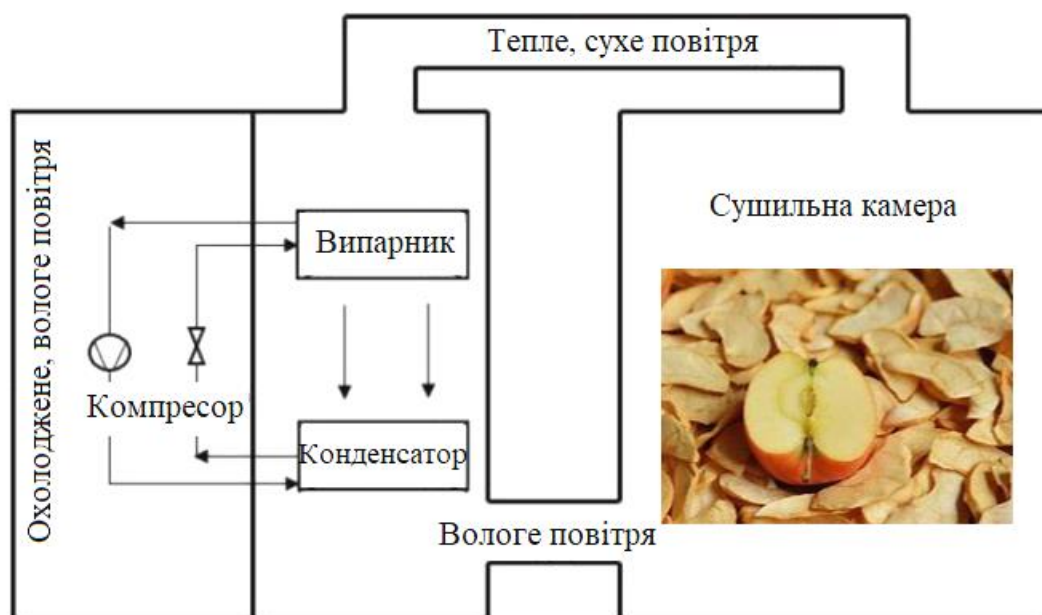 Тепле, сухе повітря
Охолоджене, вологе повітря
Сушильна камера
Випарник
Компресор
Конденсатор
Вологе повітря